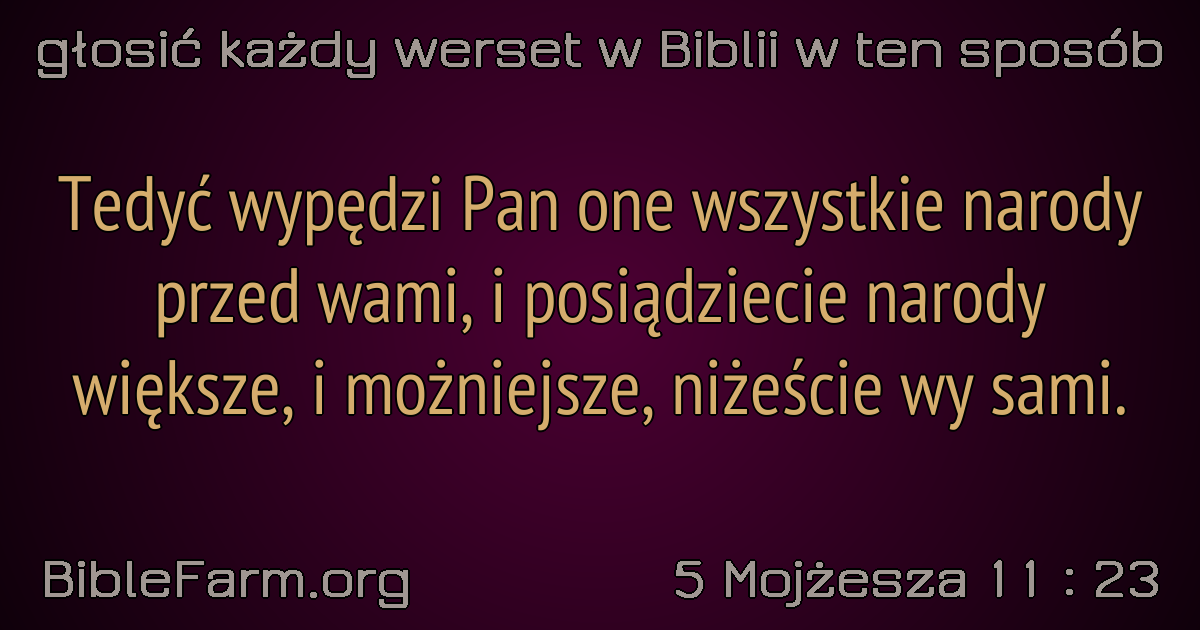 głosić każdy werset w Biblii w ten sposób
Tedyć wypędzi Pan one wszystkie narody
przed wami, i posiądziecie narody
większe, i możniejsze, niżeście wy sami.
BibleFarm.org
5 Mojżesza 11 : 23